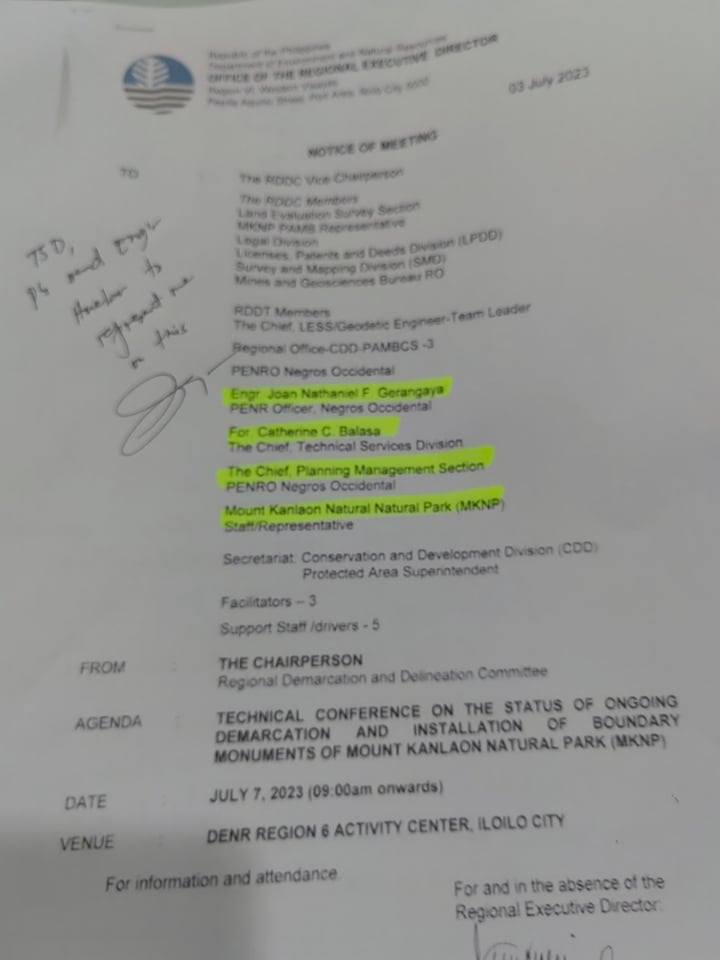 Republic of the Philippines
Department of Environment and Natural Resources
OFFICE OF THE REGIONAL EXECUTIVE DIRECTOR
Region VI, Western Visayas
Street, Port Area, Iloilo City 5000
03 July 2023
NOTICE OF MEETING
TO
The RDDC Vice Chairperson
The RDDC Members
Land Evaluation Survey Section
MKNP PAMB Representative
Legal Division
Licenses, Patents and Deeds Division (LPDD)
Survey and Mapping Division (SMD)
Mines and Geosciences Bureau RO
TSD,
Pls send Engr
to
represent me
on this
RDDT Members
The Chief, LESS/Geodetic Engineer-Team Leader
Regional Office-CDD-PAMBCS -3
PENRO Negros Occidental
Engr. Joan Nathaniel F. Gerangaya
PENR Officer, Negros Occidental
For. Catherine C. Balasa
The Chief, Technical Services Division
The Chief, Planning Management Section
PENRO Negros Occidental
Mount Kanlaon Natural Natural Park (MKNP)
Staff/Representative
Secretariat: Conservation and Development Division (CDD)
Protected Area Superintendent
Facilitators – 3
Support Staff /drivers - 5
FROM : THE CHAIRPERSON
Regional Demarcation and Delineation Committee
AGENDA : TECHNICAL CONFERENCE ON THE STATUS OF ONGOING
DEMARCATION AND INSTALLATION OF BOUNDARY
MONUMENTS OF MOUNT KANLAON NATURAL PARK (MKNP)
DATE : JULY 7, 2023 (09:00am onwards)
VENUE : DENR REGION 6 ACTIVITY CENTER, ILOILO CITY
For information and attendance.
For and in the absence of the
Regional Executive Director: